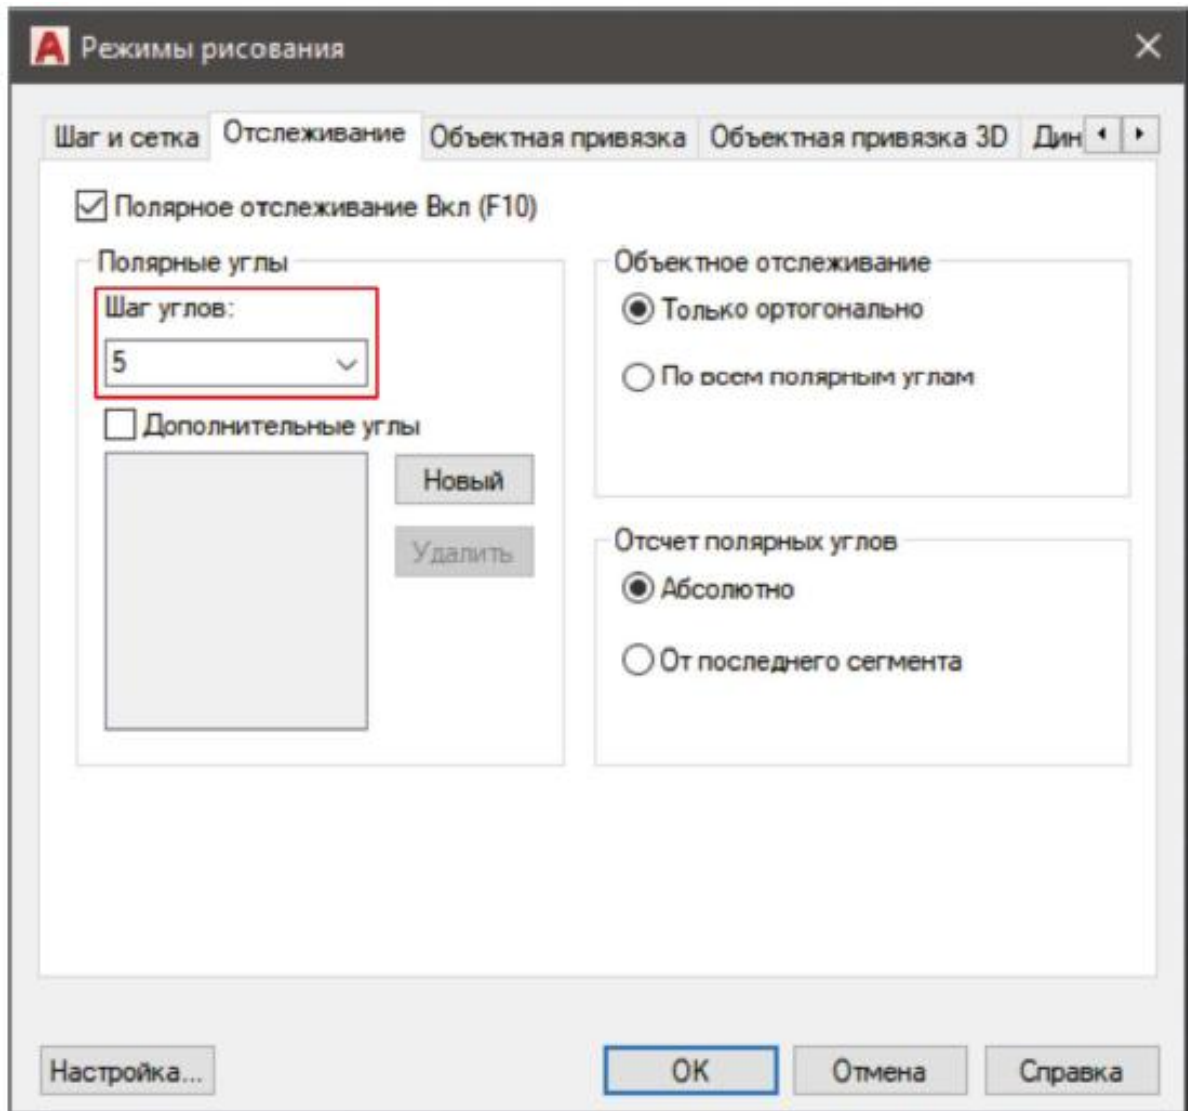 Режимы рисования
Шаг и сетка Отслеживание Объектная привязка Объектная привязка 3D Дин
Полярное отслеживание Вкл (F10)
Полярные углы
Шаг углов:
5
Дополнительные углы
Новый
Удалить
Объектное отслеживание
Только ортогонально
По всем полярным углам
Отсчет полярных углов
Абсолютно
От последнего сегмента
Настройка... OK Отмена Справка